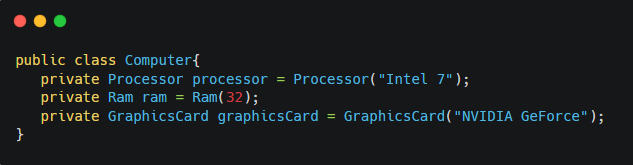 public class Computer{
   private Processor processor = Processor("Intel 7");
   private Ram ram = Ram(32);
   private GraphicsCard graphicsCard = GraphicsCard("NVIDIA GeForce");
}